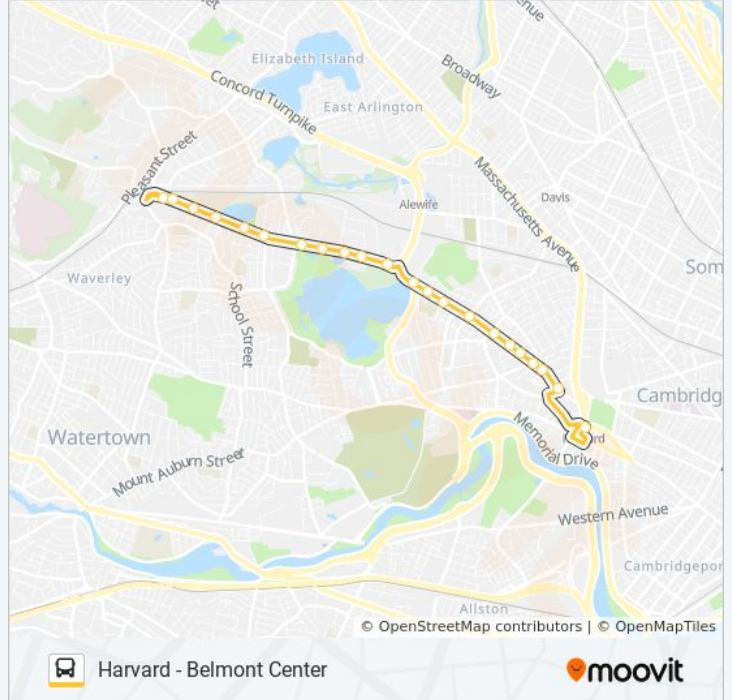 Elizabeth Island
Broadway
Concord Turnpike
East Arlington
Pleasant Street
Massachusetts Avenue
Davis
Alewife
Som
Waverley
School Street
Cambridg
Watertown
Memorial Drive
Mount Auburn Street
Western Avenue
Cambridgepor
Allston
© OpenStreetMap contributors | © OpenMapTiles
Harvard - Belmont Center
moovit